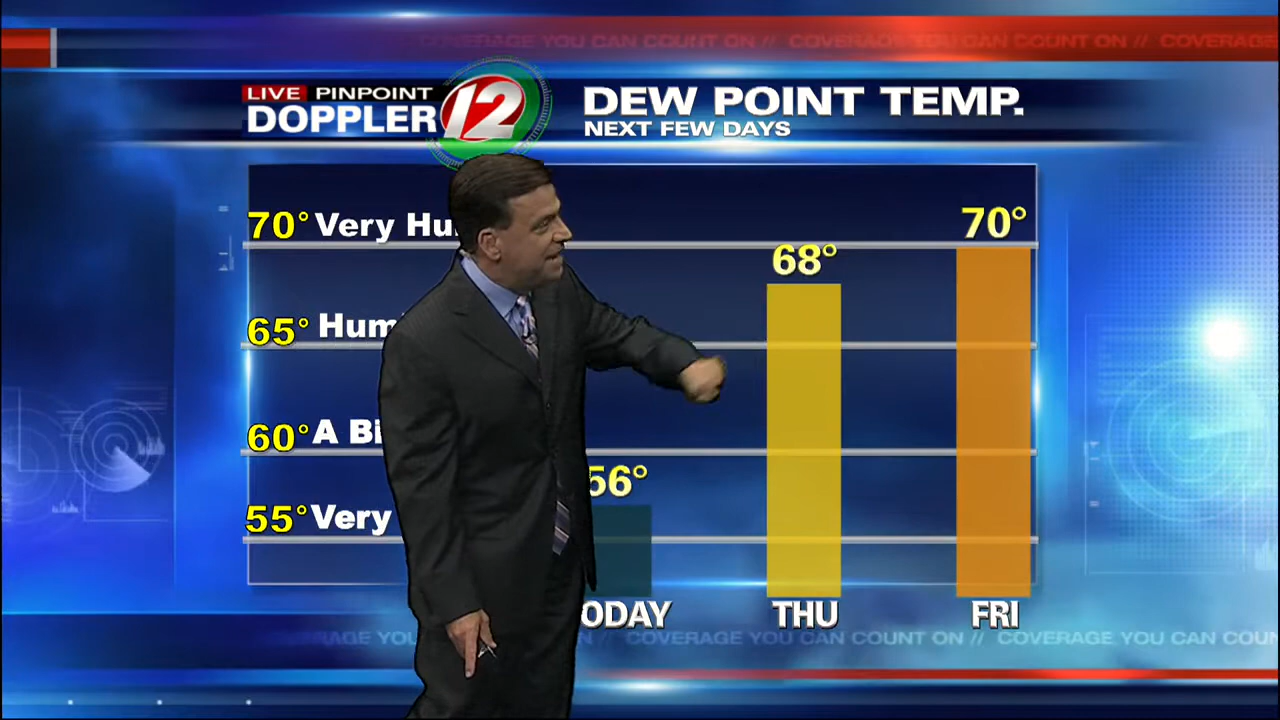 COVERAGE YOU CAN COUNT ON // COVERAGE YOU CAN COUNT ON // COVERAGE
LIVE PINPOINT
DOPPLER 12
DEW POINT TEMP.
NEXT FEW DAYS
70° Very Hu
70°
68°
65° Hum
60° A Bi
56°
55° Very
ODAY THU FRI
AGE YOU N // COVERAGE YOU CAN COUNT ON // COVERAGE YOU CAN COUN